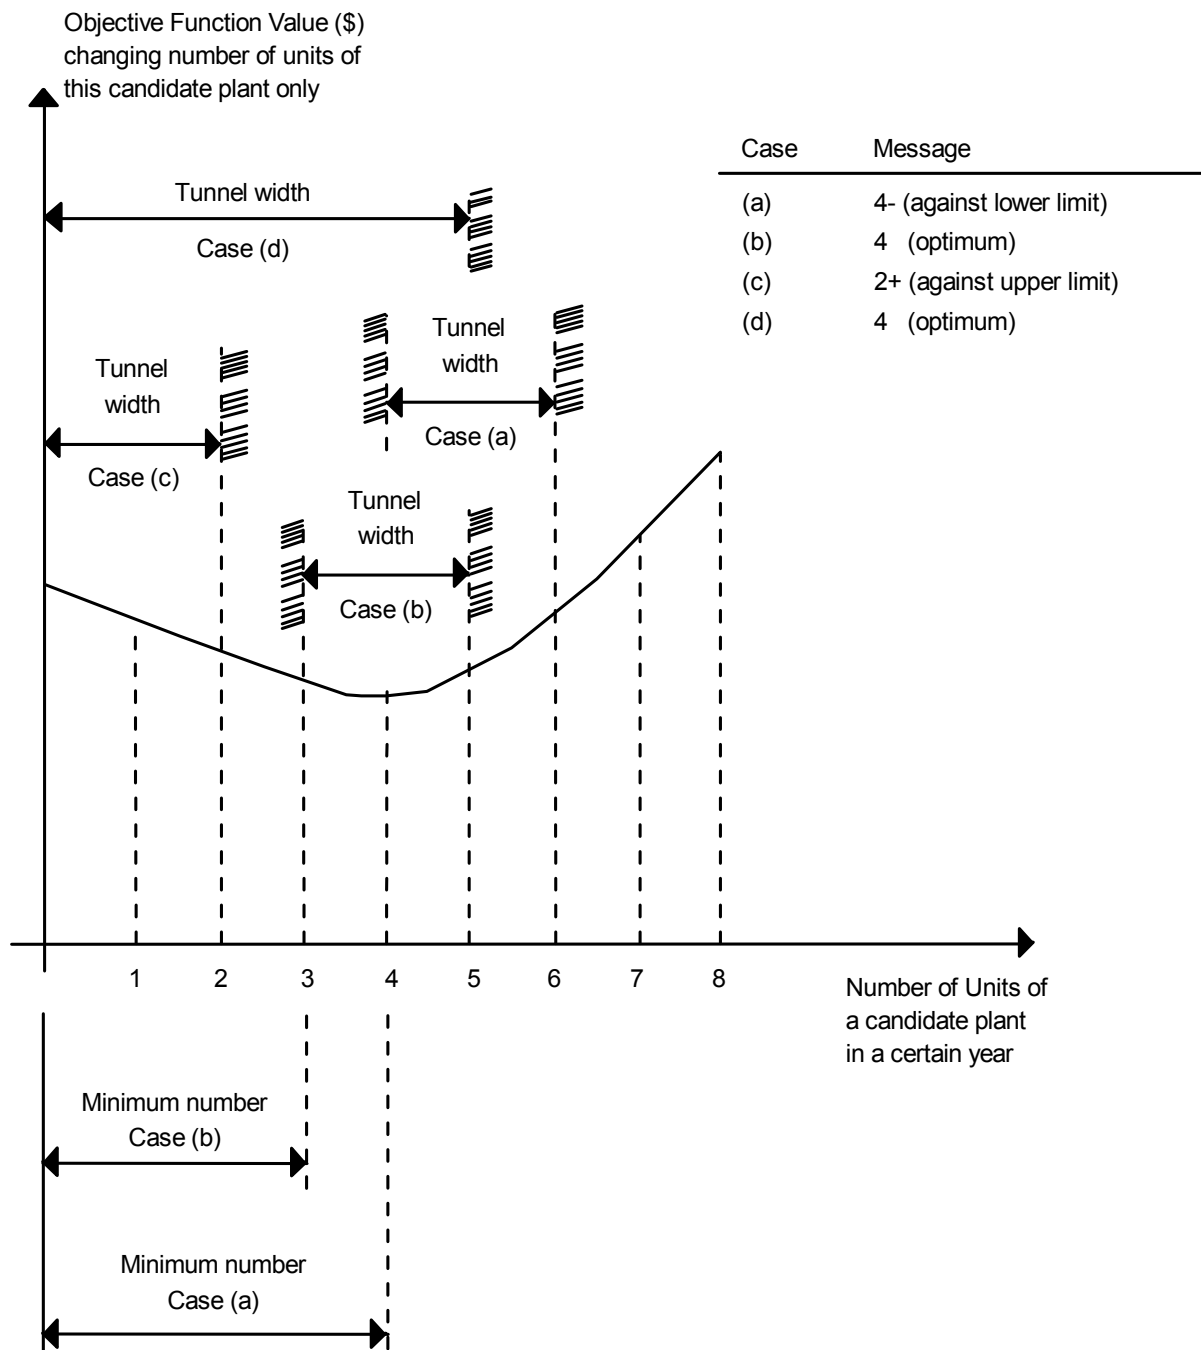 Objective Function Value ($)
changing number of units of
this candidate plant only
Case Message
(a) 4- (against lower limit)
(b) 4 (optimum)
(c) 2+ (against upper limit)
(d) 4 (optimum)
Tunnel width
Case (d)
Tunnel
width
Case (a)
Tunnel
width
Case (c)
Tunnel
width
Case (b)
1 2 3 4 5 6 7 8
Number of Units of
a candidate plant
in a certain year
Minimum number
Case (b)
Minimum number
Case (a)